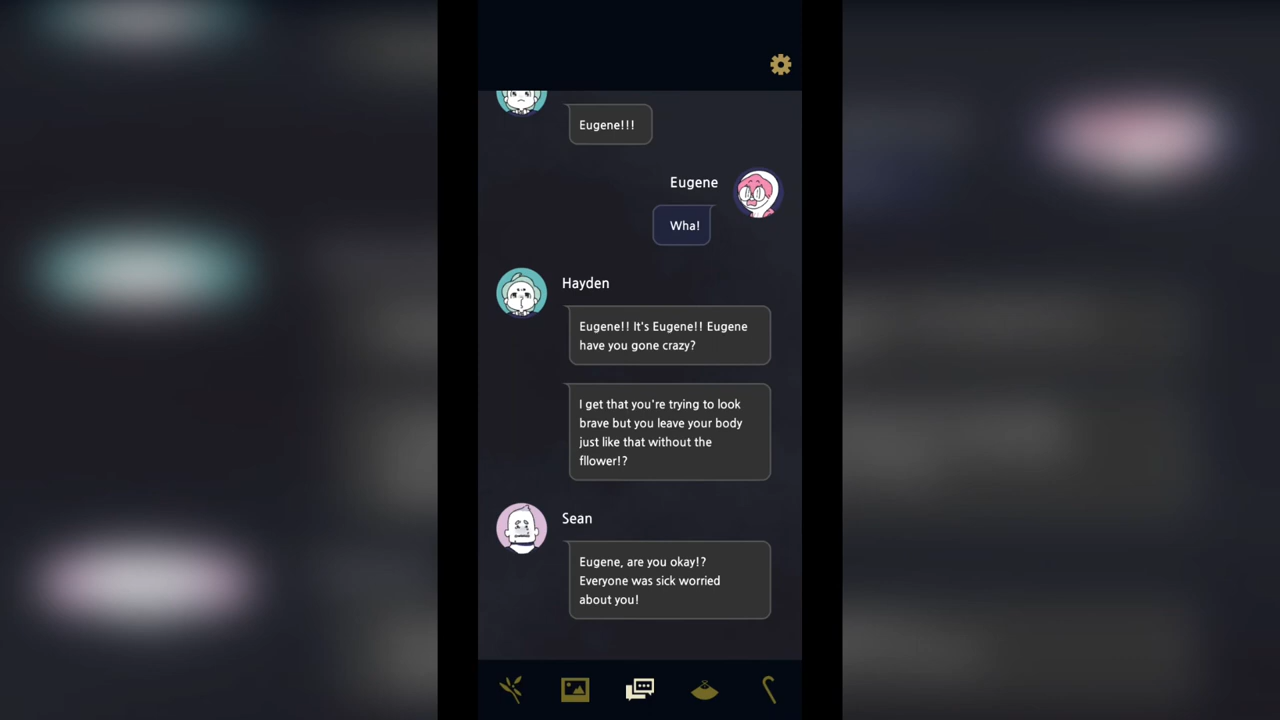 Eugene!!!
Eugene
Wha!
Hayden
Eugene!! It's Eugene!! Eugene
have you gone crazy?
I get that you're trying to look
brave but you leave your body
just like that without the
fllower!?
Sean
Eugene, are you okay!?
Everyone was sick worried
about you!